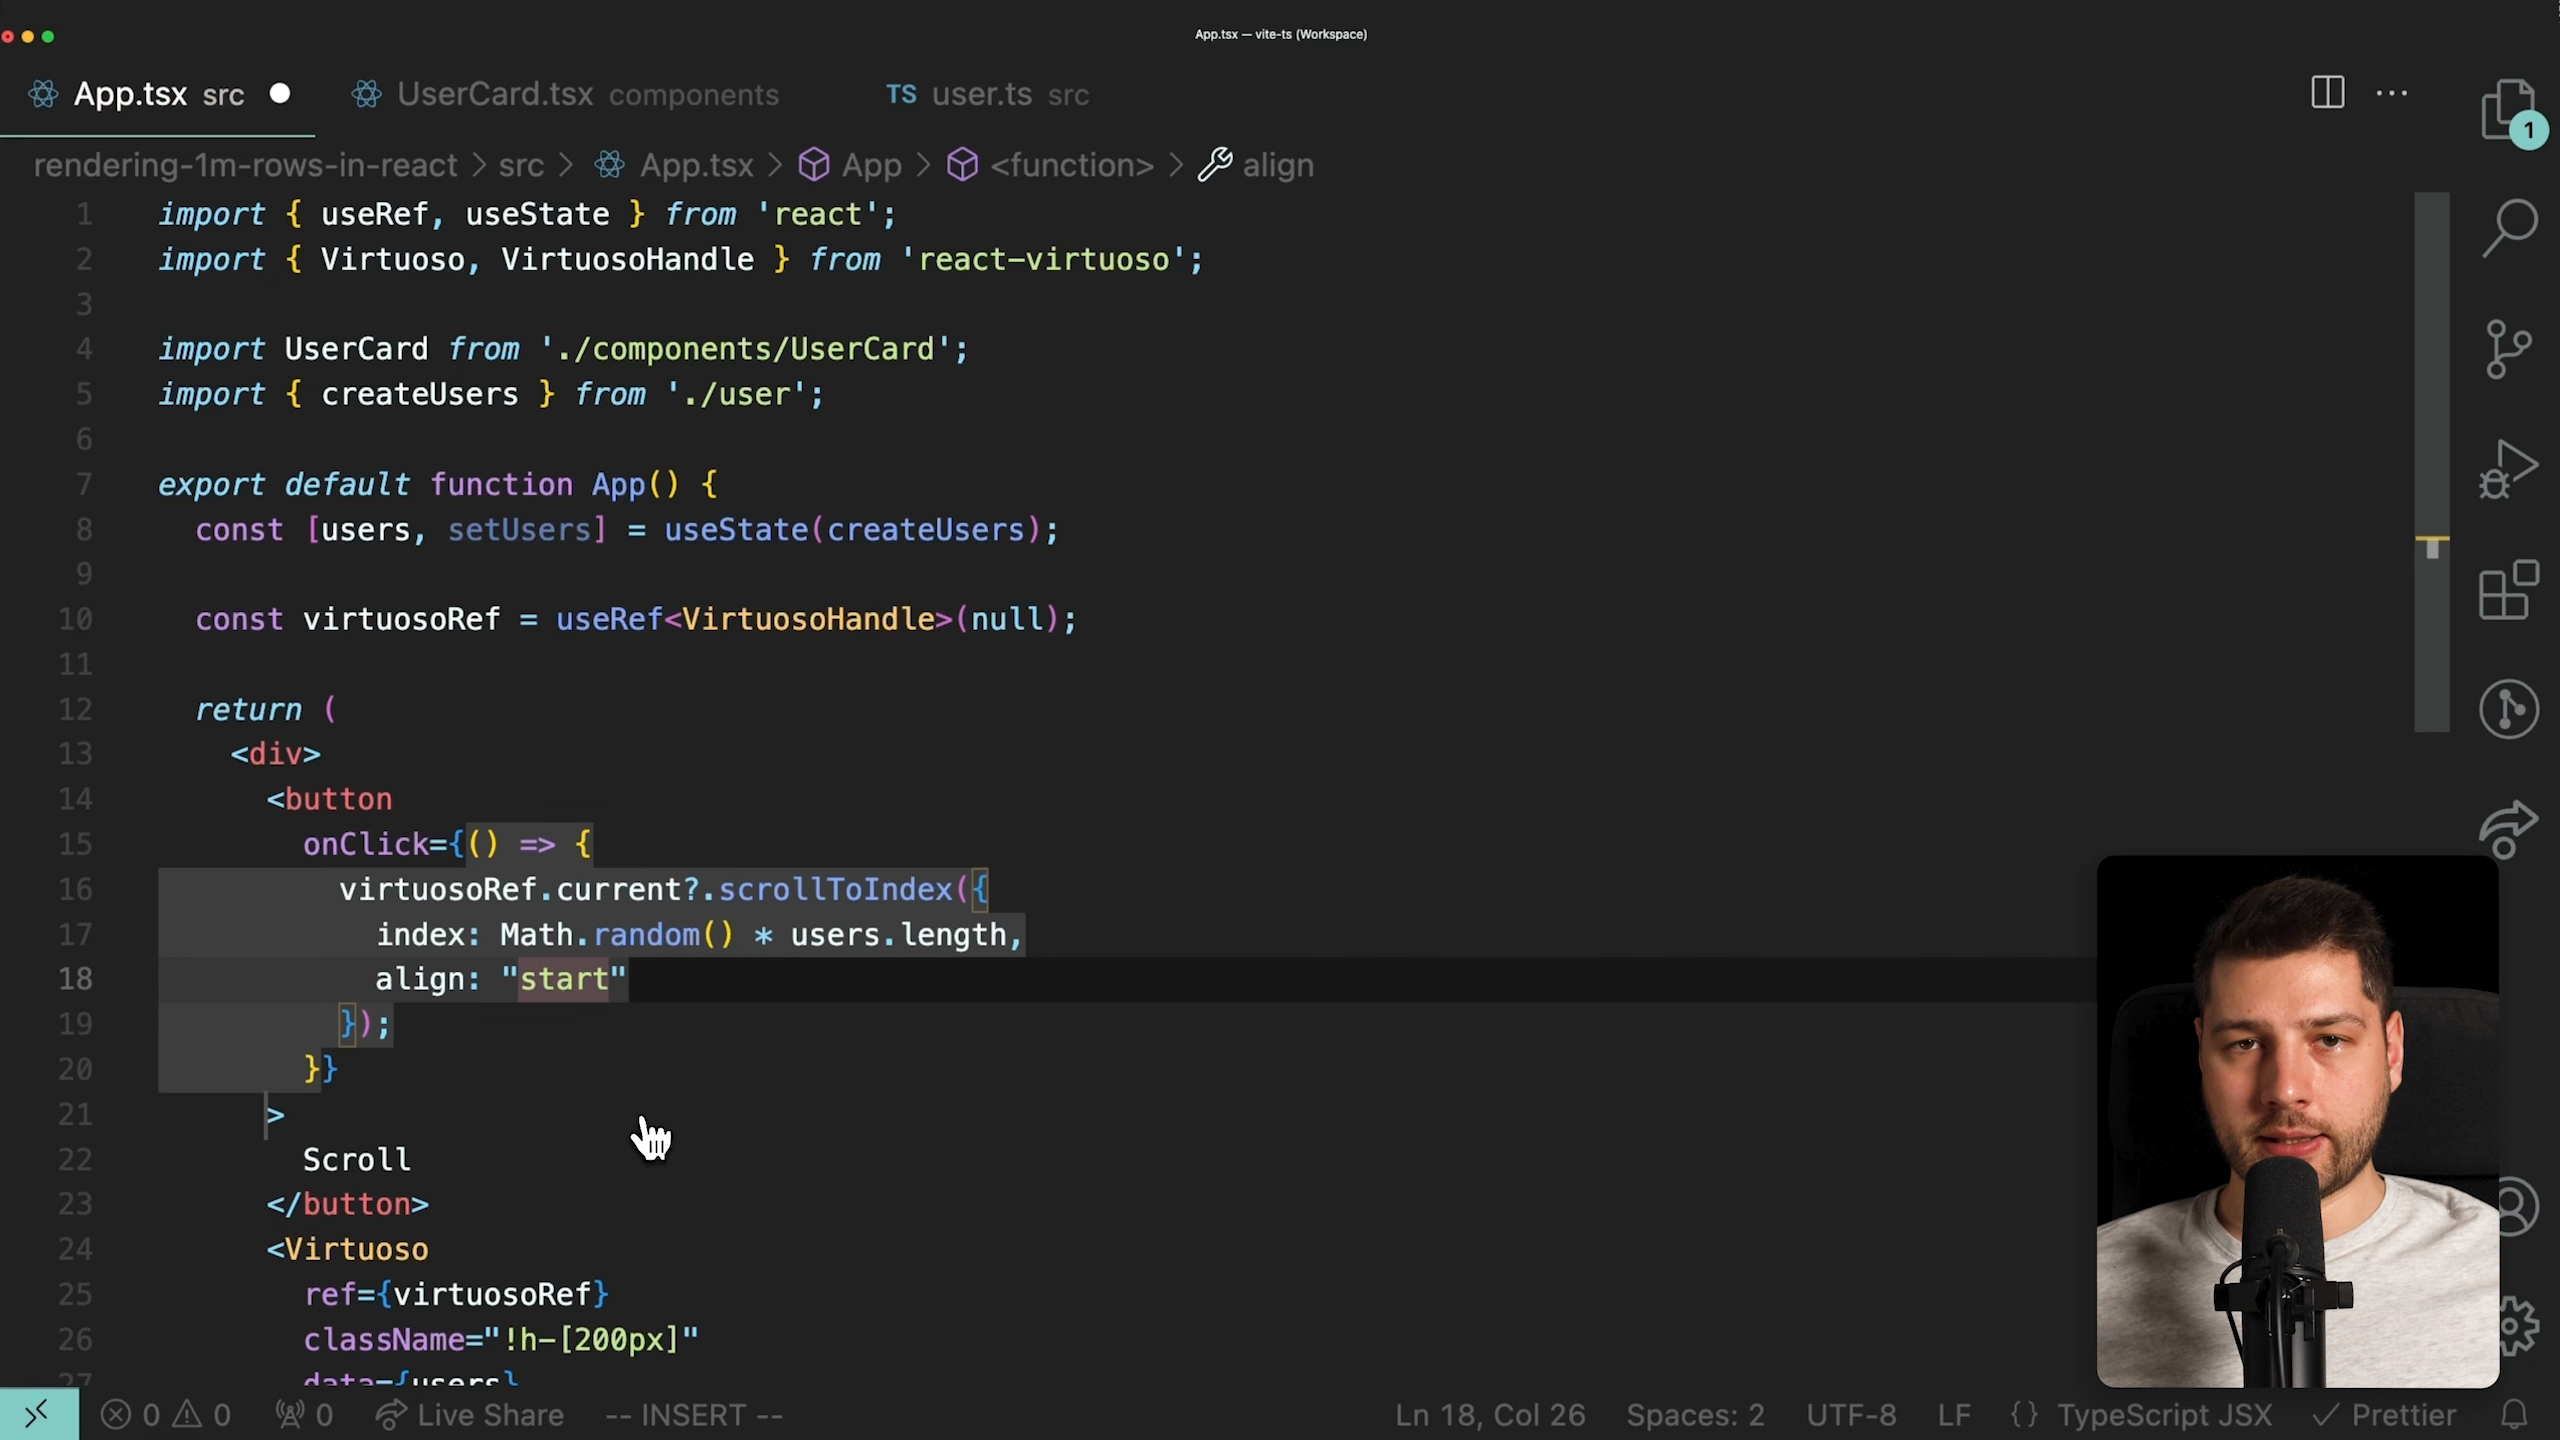 App.tsx — vite-ts (Workspace)
App.tsx src UserCard.tsx components TS user.ts src ...
1
rendering-1m-rows-in-react > src > App.tsx > App > <function> > align
1 import { useRef, useState } from 'react';
2 import { Virtuoso, VirtuosoHandle } from 'react-virtuoso';
3
4 import UserCard from './components/UserCard';
5 import { createUsers } from './user';
6
7 export default function App() {
8 const [users, setUsers] = useState(createUsers);
9
10 const virtuosoRef = useRef<VirtuosoHandle>(null);
11
12 return (
13 <div>
14 <button
15 onClick={() => {
16 virtuosoRef.current?.scrollToIndex({
17 index: Math.random() * users.length,
18 align: "start"
19 });
20 }}
21 >
22 Scroll
23 </button>
24 <Virtuoso
25 ref={virtuosoRef}
26 className="!h-[200px]"
27 data={users}
0 0 0 Live Share -- INSERT -- Ln 18, Col 26 Spaces: 2 UTF-8 LF {} TypeScript JSX Prettier